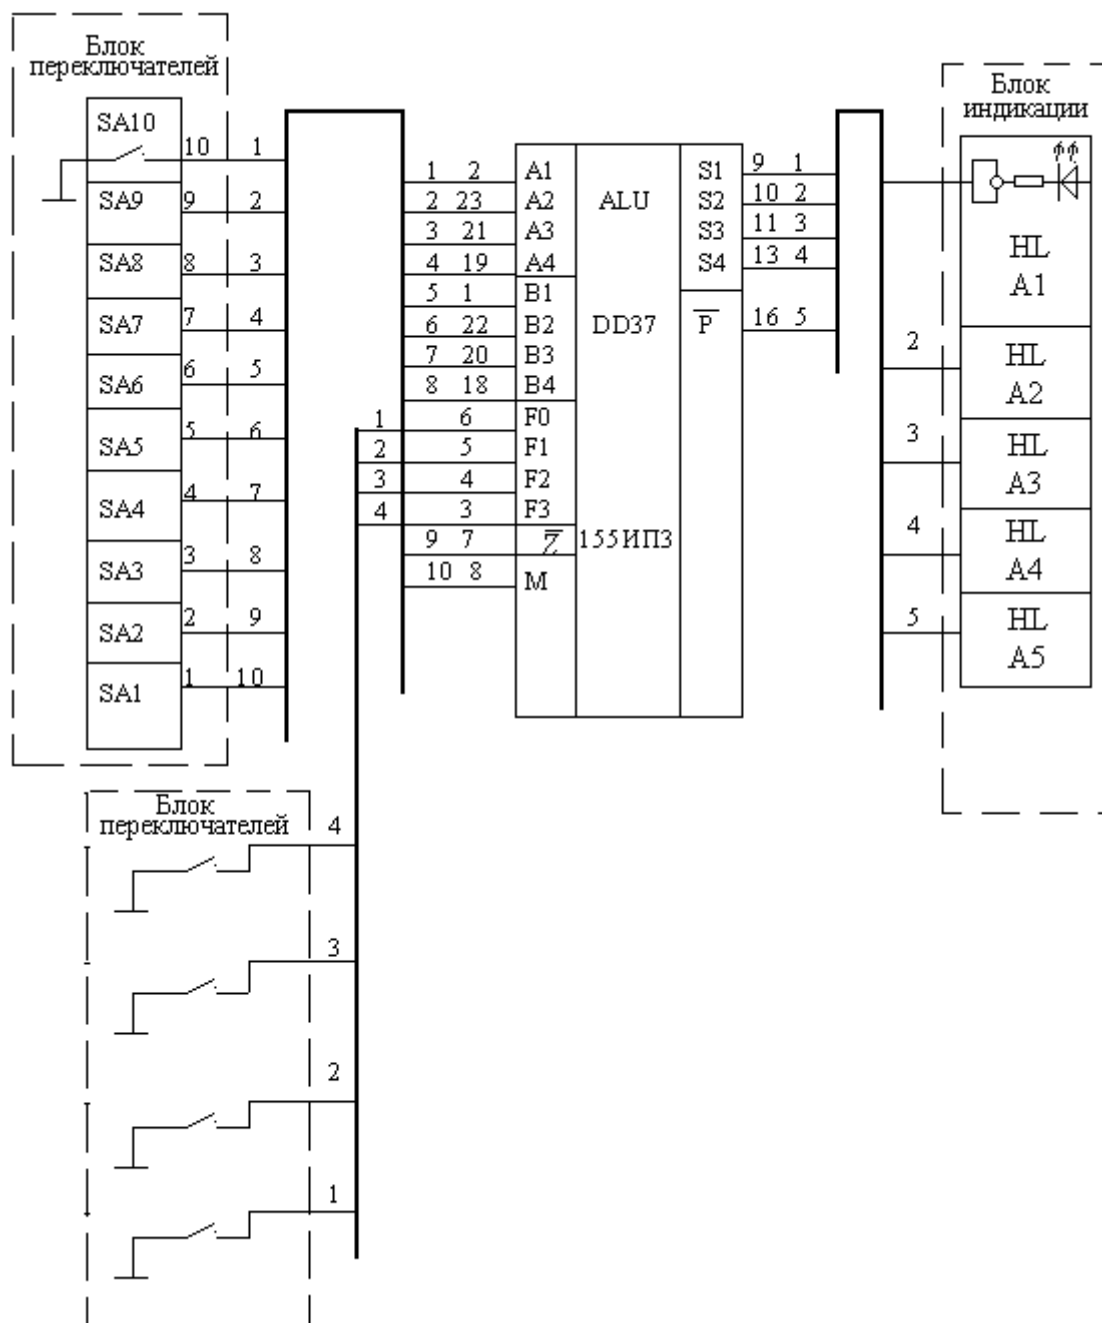 Блок
переключателей
SA10 10 1
SA9 9 2
SA8 8 3
SA7 7 4
SA6 6 5
SA5 5 6
SA4 4 7
SA3 3 8
SA2 2 9
SA1 1 10
1 2 A1
2 23 A2
3 21 A3
4 19 A4
5 1 B1
6 22 B2
7 20 B3
8 18 B4
1 6 F0
2 5 F1
3 4 F2
4 3 F3
9 7 Z̅
10 8 M
ALU
DD37
155ИП3
S1 9 1
S2 10 2
S3 11 3
S4 13 4
P̅ 16 5
Блок
индикации
HL
A1
2 HL
A2
3 HL
A3
4 HL
A4
5 HL
A5
Блок
переключателей
4
3
2
1